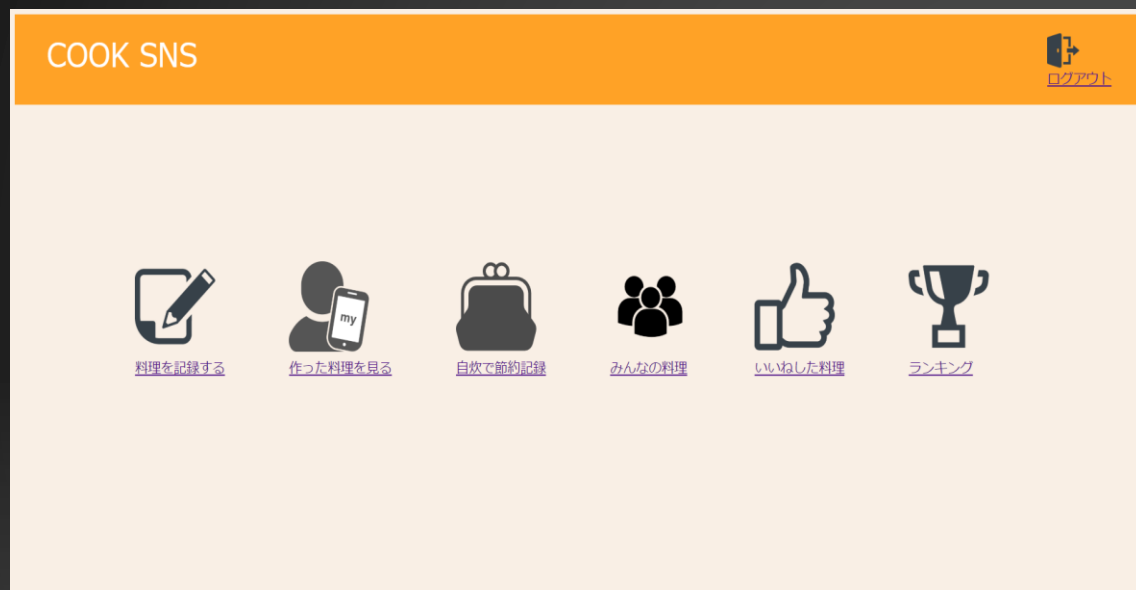 COOK SNS
ログアウト
my
料理を記録する
作った料理を見る
自炊で節約記録
みんなの料理
いいねした料理
ランキング